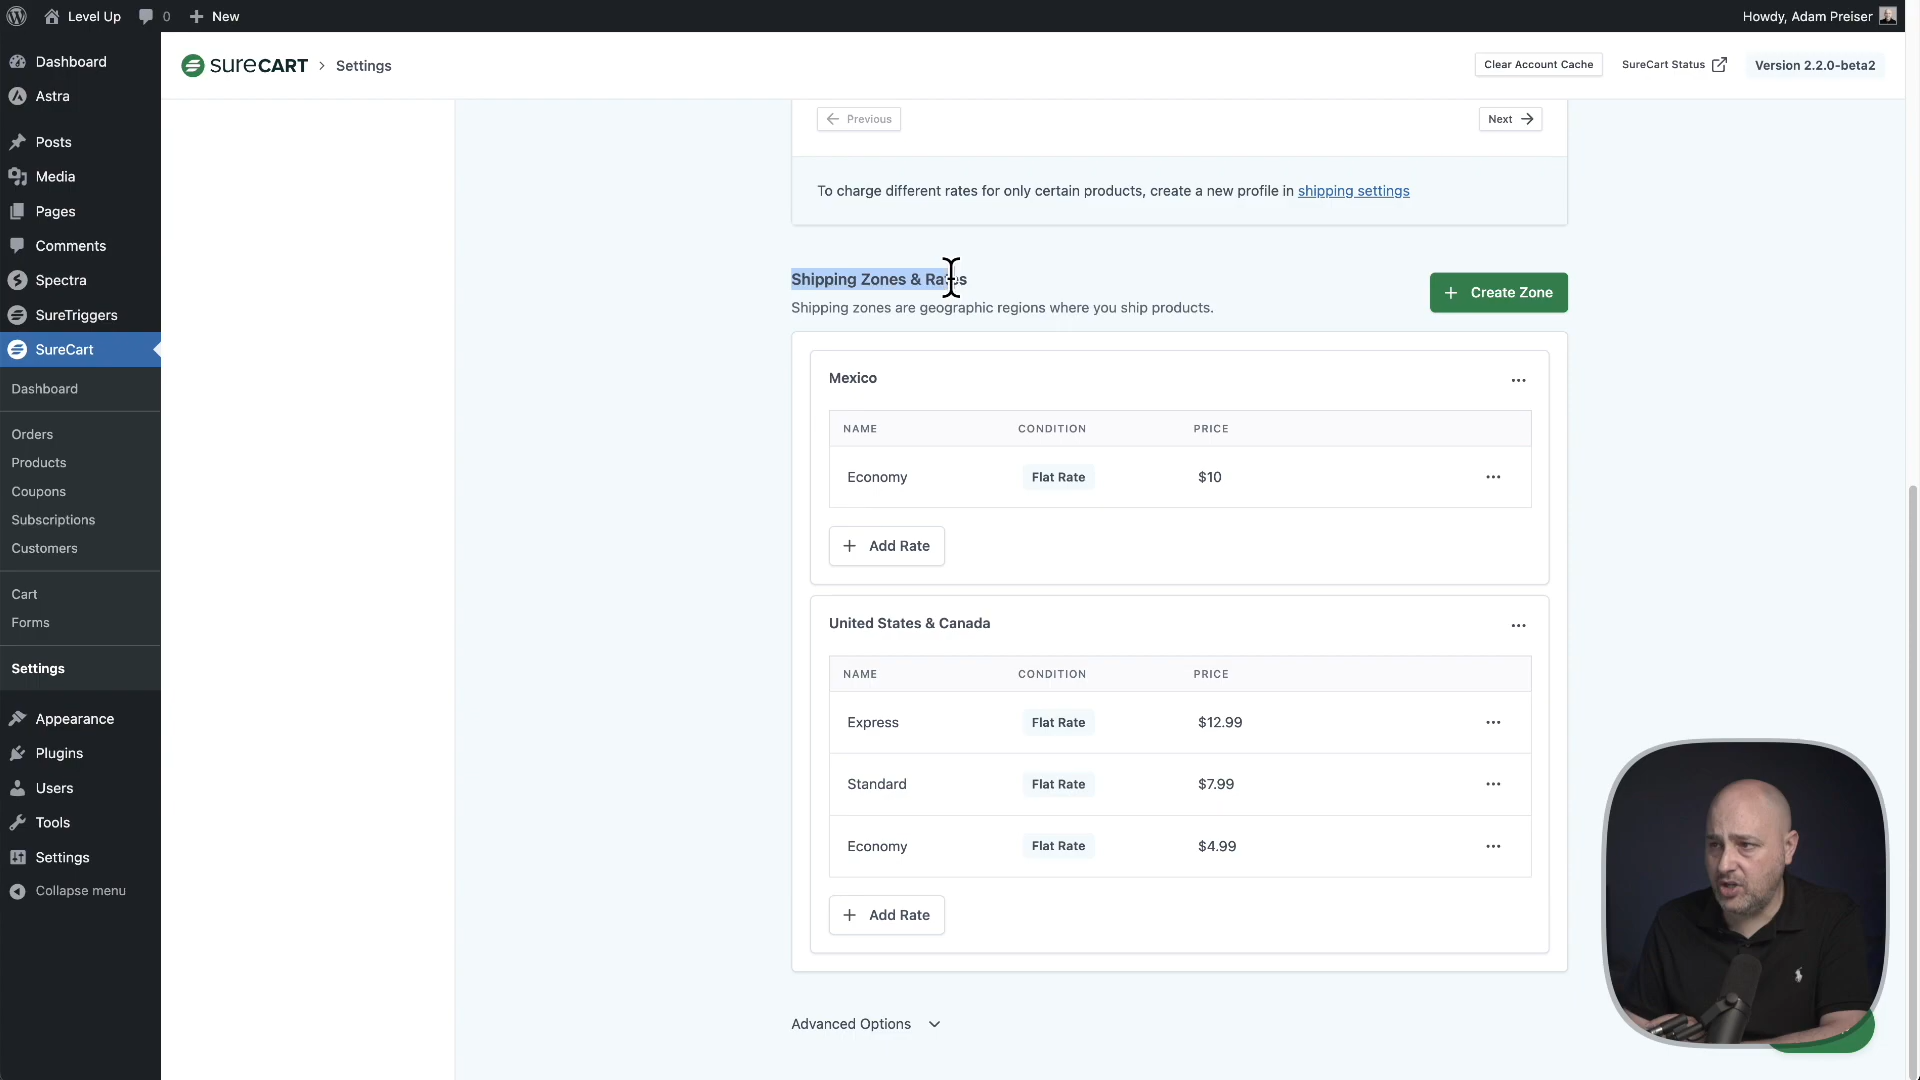 Level Up
0
New
Howdy, Adam Preiser
Dashboard
Astra
Posts
Media
Pages
Comments
Spectra
SureTriggers
SureCart
Dashboard
Orders
Products
Coupons
Subscriptions
Customers
Cart
Forms
Settings
Appearance
Plugins
Users
Tools
Settings
Collapse menu
SURECART > Settings
Clear Account Cache
SureCart Status
Version 2.2.0-beta2
Previous
Next
To charge different rates for only certain products, create a new profile in shipping settings
Shipping Zones & Rates
Shipping zones are geographic regions where you ship products.
Create Zone
Mexico
NAME CONDITION PRICE
Economy Flat Rate $10
Add Rate
United States & Canada
NAME CONDITION PRICE
Express Flat Rate $12.99
Standard Flat Rate $7.99
Economy Flat Rate $4.99
Add Rate
Advanced Options